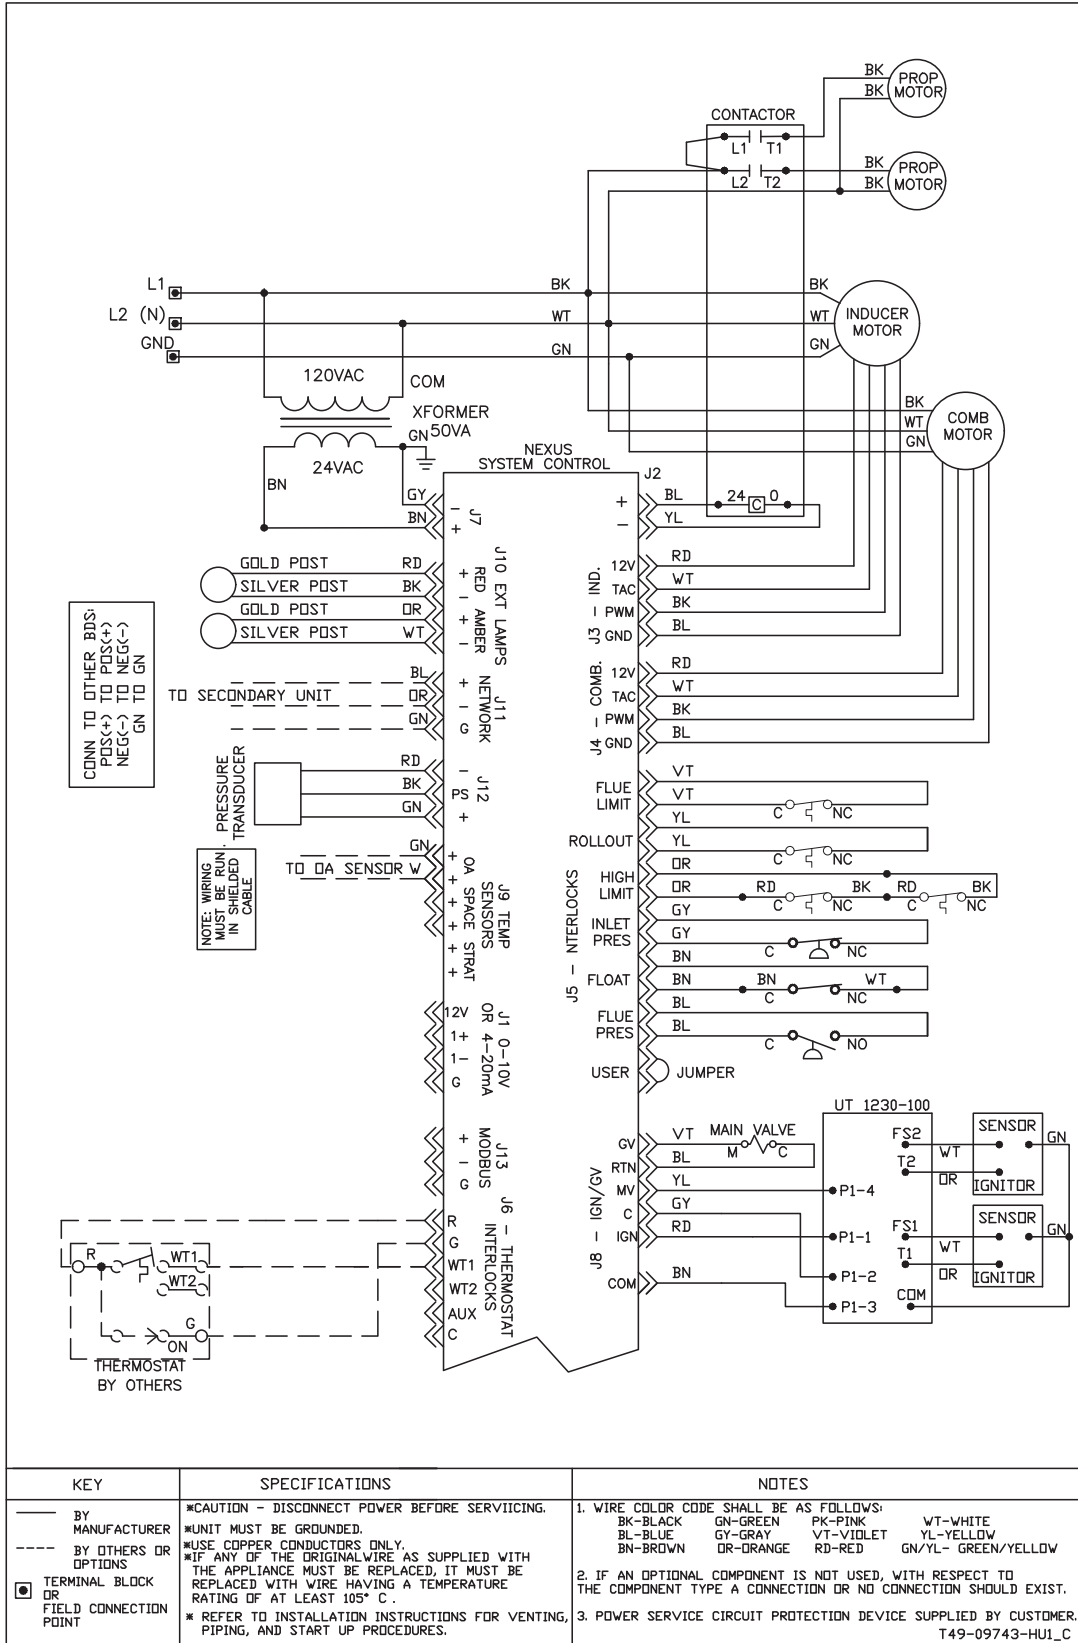 BK
PROP
MOTOR
BK
CONTACTOR
L1 T1
BK
PROP
MOTOR
L2 T2
BK
L1
BK
BK
L2 (N)
WT
WT
INDUCER
MOTOR
GND
GN
GN
120VAC
COM
XFORMER
50VA
GN
24VAC
BN
BK
WT
GN
COMB
MOTOR
NEXUS
SYSTEM CONTROL
J2
GY
BN
-
+
J7
+
-
BL
YL
24 C 0
GOLD POST RD
SILVER POST BK
GOLD POST OR
SILVER POST WT
+
-
+
-
RED AMBER
J10 EXT LAMPS
12V RD
TAC WT
PWM BK
GND BL
J3 - IND.
CONN TO OTHER BDS:
POS(+) TO POS(+)
NEG(-) TO NEG(-)
GN TO GN
TO SECONDARY UNIT
BL
OR
GN
+
-
G
NETWORK
J11
12V RD
TAC WT
PWM BK
GND BL
J4 - COMB.
PRESSURE
TRANSDUCER
RD
BK
GN
-
PS
+
J12
NOTE: WIRING
MUST BE RUN
IN SHIELDED
CABLE
.
GN
TO OA SENSOR W
+
+
+
+
+
+
OA SPACE STRAT
J9 TEMP
SENSORS
J5 - NTERLOCKS
FLUE
LIMIT
VT
VT
C NC
ROLLOUT
YL
YL
C NC
HIGH
LIMIT
OR
OR
RD BK RD BK
C NC C NC
INLET
PRES
GY
GY
C NC
FLOAT
BN
BN
BN WT
C NC
FLUE
PRES
BL
BL
C NO
USER JUMPER
12V
1+
1-
G
J1 0-10V
OR 4-20mA
+
-
G
MODBUS
J13
J8 - IGN/GV
GV VT MAIN VALVE
M C
RTN BL
MV YL
C GY
IGN RD
COM BN
UT 1230-100
P1-4
P1-1
P1-2
P1-3
FS2
T2
FS1
T1
COM
WT
OR
SENSOR
IGNITOR
GN
WT
OR
SENSOR
IGNITOR
GN
R
G
WT1
WT2
AUX
C
J6 - THERMOSTAT
INTERLOCKS
R
WT1
WT2
G
ON
THERMOSTAT
BY OTHERS
KEY
BY
MANUFACTURER
BY OTHERS OR
OPTIONS
TERMINAL BLOCK
OR
FIELD CONNECTION
POINT
SPECIFICATIONS
*CAUTION - DISCONNECT POWER BEFORE SERVIICING.
*UNIT MUST BE GROUNDED.
*USE COPPER CONDUCTORS ONLY.
*IF ANY OF THE ORIGINALWIRE AS SUPPLIED WITH
THE APPLIANCE MUST BE REPLACED, IT MUST BE
REPLACED WITH WIRE HAVING A TEMPERATURE
RATING OF AT LEAST 105° C .
* REFER TO INSTALLATION INSTRUCTIONS FOR VENTING,
PIPING, AND START UP PROCEDURES.
NOTES
1. WIRE COLOR CODE SHALL BE AS FOLLOWS:
BK-BLACK GN-GREEN PK-PINK WT-WHITE
BL-BLUE GY-GRAY VT-VIOLET YL-YELLOW
BN-BROWN OR-ORANGE RD-RED GN/YL- GREEN/YELLOW
2. IF AN OPTIONAL COMPONENT IS NOT USED, WITH RESPECT TO
THE COMPONENT TYPE A CONNECTION OR NO CONNECTION SHOULD EXIST.
3. POWER SERVICE CIRCUIT PROTECTION DEVICE SUPPLIED BY CUSTOMER.
T49-09743-HU1_C